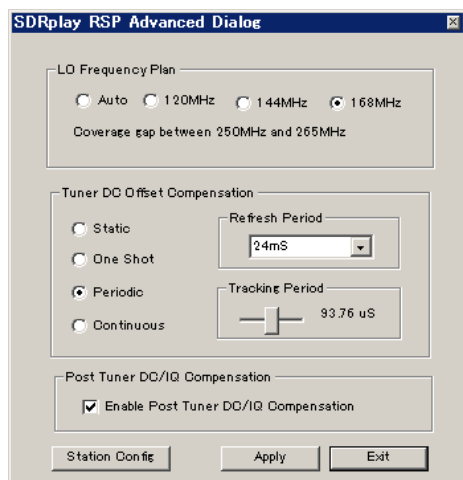 SDRplay RSP Advanced Dialog
LO Frequency Plan
Auto 120MHz 144MHz 168MHz
Coverage gap between 250MHz and 265MHz
Tuner DC Offset Compensation
Static
One Shot
Periodic
Continuous
Refresh Period
24mS
Tracking Period
93.76 uS
Post Tuner DC/IQ Compensation
Enable Post Tuner DC/IQ Compensation
Station Config Apply Exit